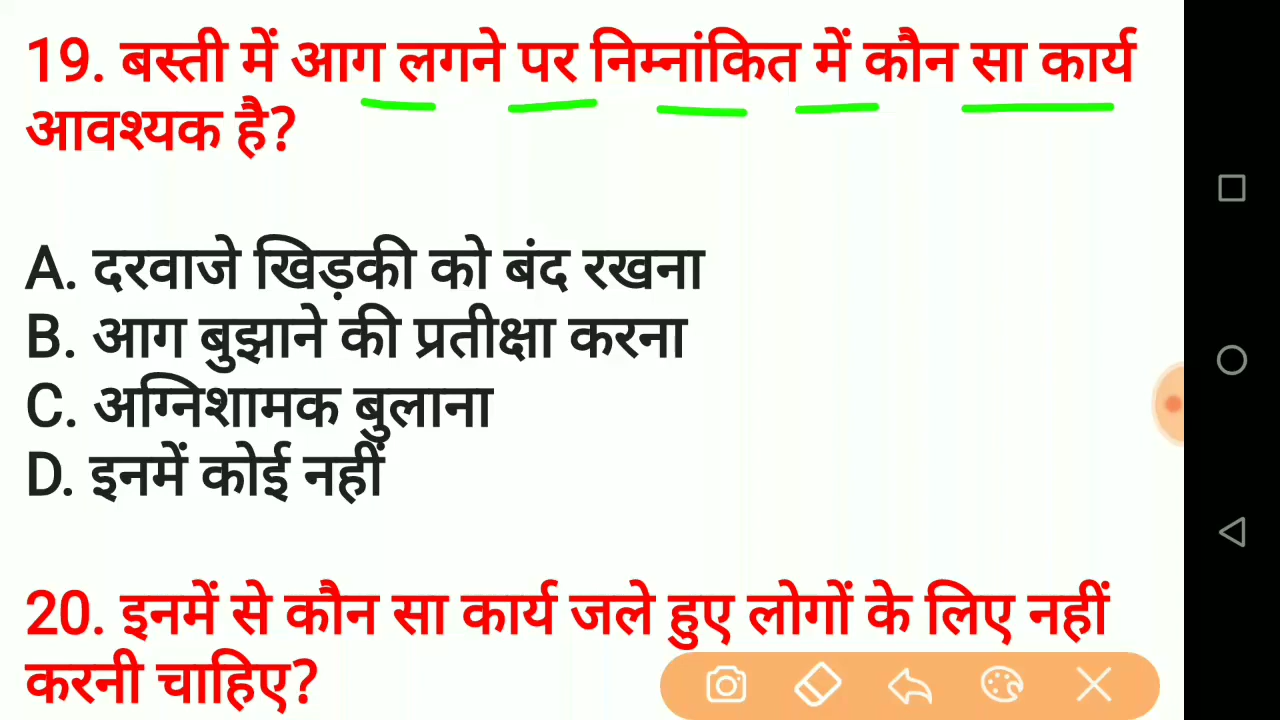 19. बस्ती में आग लगने पर निम्नांकित में कौन सा कार्य
आवश्यक है?
A. दरवाजे खिड़की को बंद रखना
B. आग बुझाने की प्रतीक्षा करना
C. अग्निशामक बुलाना
D. इनमें कोई नहीं
20. इनमें से कौन सा कार्य जले हुए लोगों के लिए नहीं
करनी चाहिए?